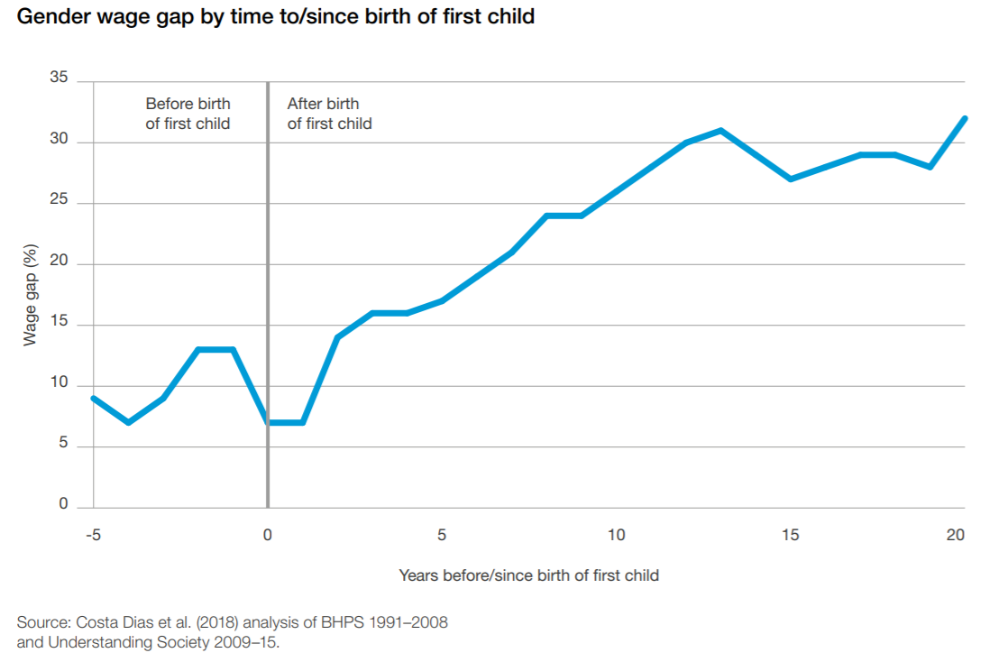 Gender wage gap by time to/since birth of first child
35
30
25
20
15
10
5
0
Wage gap (%)
Before birth
of first child
After birth
of first child
-5
0
5
10
15
20
Years before/since birth of first child
Source: Costa Dias et al. (2018) analysis of BHPS 1991–2008
and Understanding Society 2009–15.